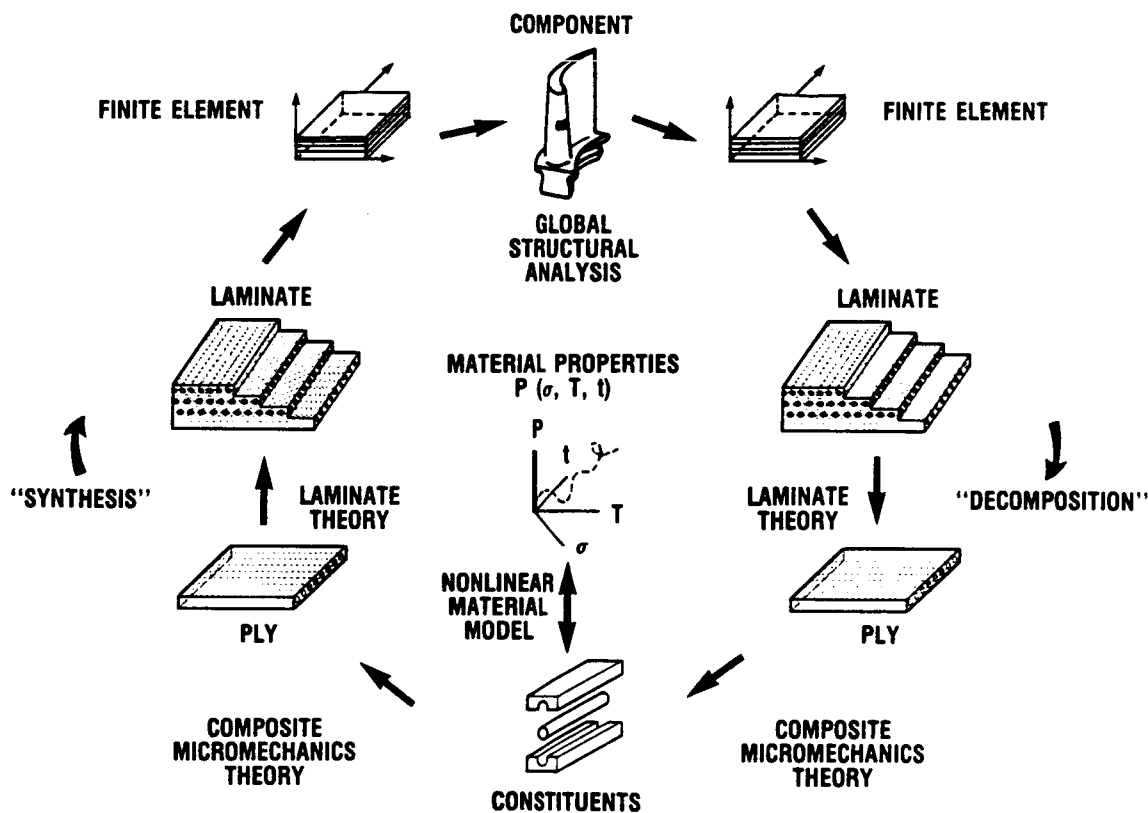 COMPONENT
FINITE ELEMENT
FINITE ELEMENT
GLOBAL
STRUCTURAL
ANALYSIS
LAMINATE
LAMINATE
MATERIAL PROPERTIES
P (σ, T, t)
P
t
T
σ
"SYNTHESIS"
LAMINATE
THEORY
LAMINATE
THEORY
"DECOMPOSITION"
NONLINEAR
MATERIAL
MODEL
PLY
PLY
COMPOSITE
MICROMECHANICS
THEORY
COMPOSITE
MICROMECHANICS
THEORY
CONSTITUENTS